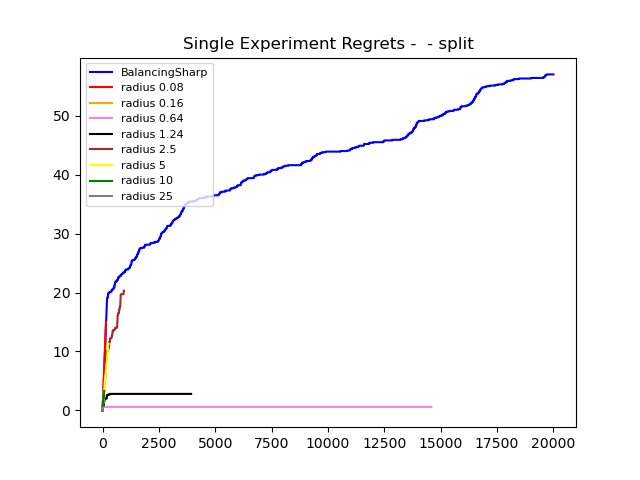 Single Experiment Regrets -  - split
BalancingSharp
radius 0.08
radius 0.16
radius 0.64
radius 1.24
radius 2.5
radius 5
radius 10
radius 25
50
40
30
20
10
0
0 2500 5000 7500 10000 12500 15000 17500 20000